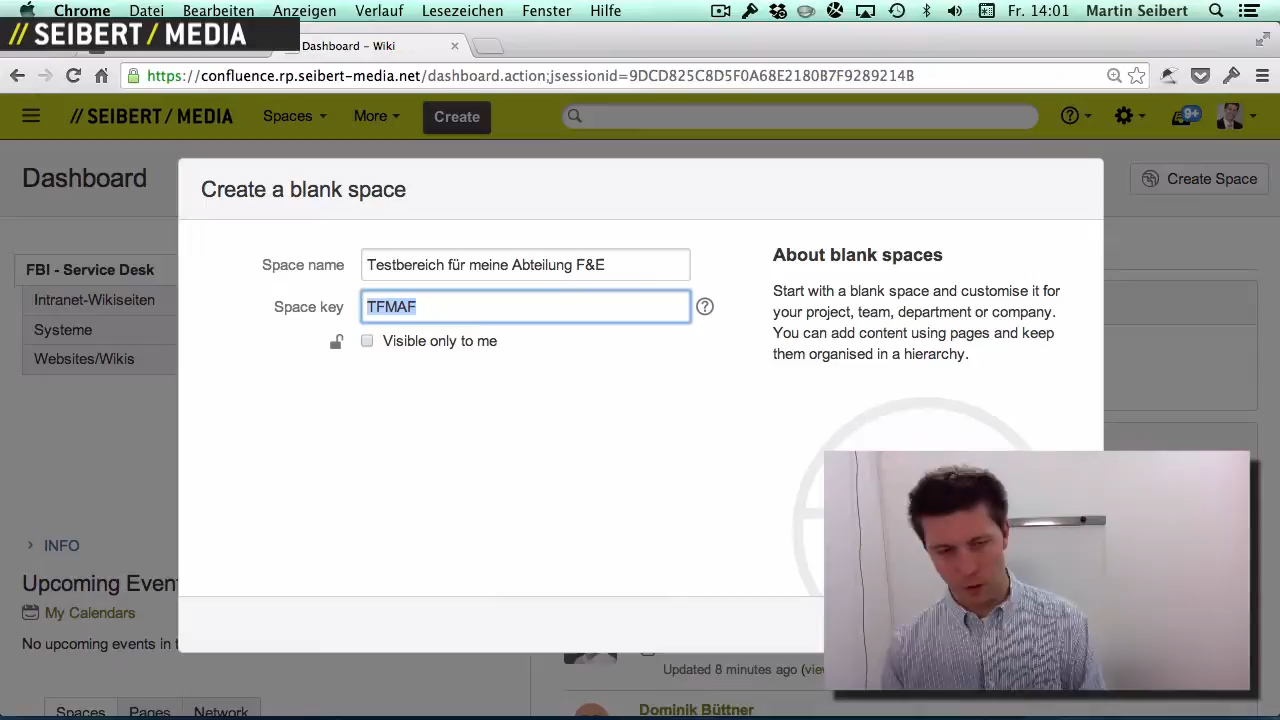 Chrome Datei Bearbeiten Anzeigen Verlauf Lesezeichen Fenster Hilfe Fr. 14:01 Martin Seibert
// SEIBERT / MEDIA
Dashboard – Wiki
https://confluence.rp.seibert-media.net/dashboard.action;jsessionid=9DCD825C8D5F0A68E2180B7F9289214B
// SEIBERT / MEDIA Spaces More Create 9+
Dashboard
Create Space
Create a blank space
FBI - Service Desk
Intranet-Wikiseiten
Systeme
Websites/Wikis
Space name Testbereich für meine Abteilung F&E
Space key TFMAF
Visible only to me
About blank spaces
Start with a blank space and customise it for
your project, team, department or company.
You can add content using pages and keep
them organised in a hierarchy.
INFO
Upcoming Event
My Calendars
No upcoming events in t
Updated 8 minutes ago (view
Spaces Pages Network
Dominik Büttner